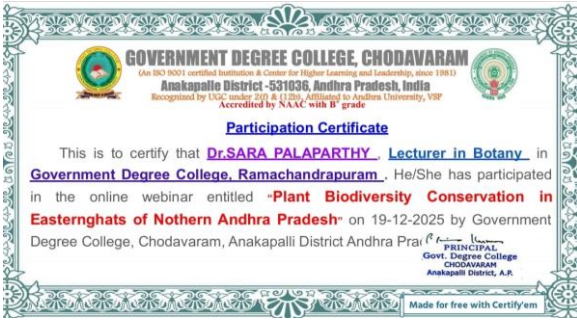 GOVERNMENT DEGREE COLLEGE, CHODAVARAM
(An ISO 9001 certified Institution & Center for Higher Learning and Leadership, since 1981)
Anakapalle District -531036, Andhra Pradesh, India
Recognized by UGC under 2(f) & (12b), Affiliated to Andhra University, VSP
Accredited by NAAC with B+ grade
Participation Certificate
This is to certify that Dr.SARA PALAPARTHY , Lecturer in Botany in
Government Degree College, Ramachandrapuram . He/She has participated
in the online webinar entitled "Plant Biodiversity Conservation in
Easternghats of Nothern Andhra Pradesh" on 19-12-2025 by Government
Degree College, Chodavaram, Anakapalli District Andhra Pra
PRINCIPAL
Govt. Degree College
CHODAVARAM
Anakapalli District, A.P.
Made for free with Certify'em